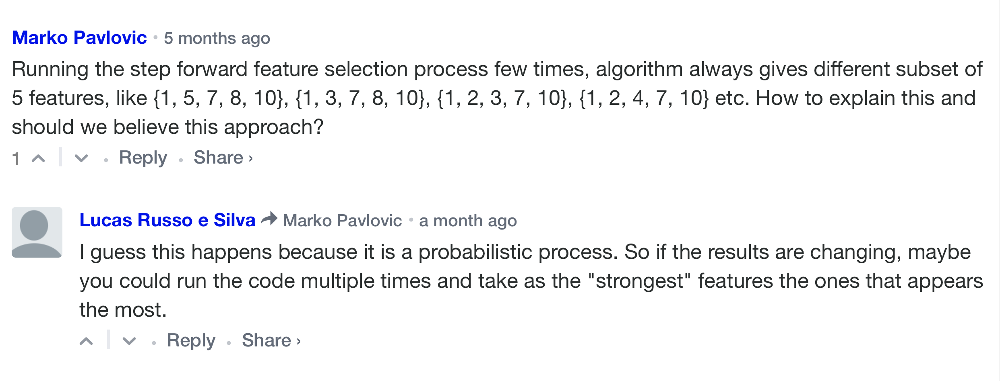 Marko Pavlovic • 5 months ago
Running the step forward feature selection process few times, algorithm always gives different subset of
5 features, like {1, 5, 7, 8, 10}, {1, 3, 7, 8, 10}, {1, 2, 3, 7, 10}, {1, 2, 4, 7, 10} etc. How to explain this and
should we believe this approach?
1 • Reply • Share ›
Lucas Russo e Silva Marko Pavlovic • a month ago
I guess this happens because it is a probabilistic process. So if the results are changing, maybe
you could run the code multiple times and take as the "strongest" features the ones that appears
the most.
• Reply • Share ›